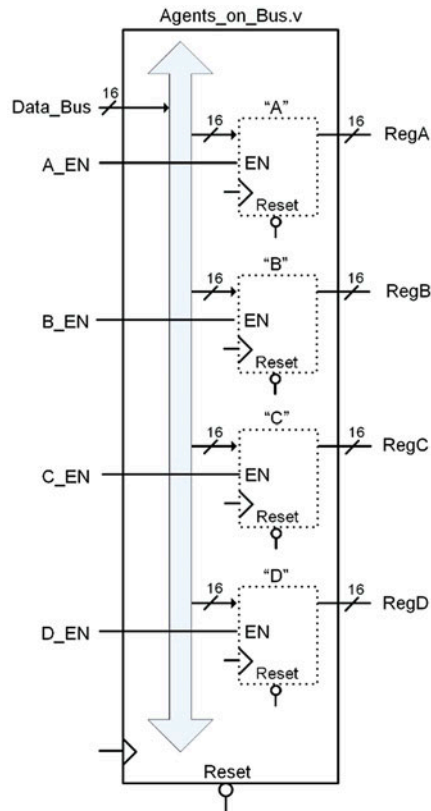 Agents_on_Bus.v
16
Data_Bus
"A"
16
16
RegA
A_EN
EN
Reset
"B"
16
16
RegB
B_EN
EN
Reset
"C"
16
16
RegC
C_EN
EN
Reset
"D"
16
16
RegD
D_EN
EN
Reset
Reset